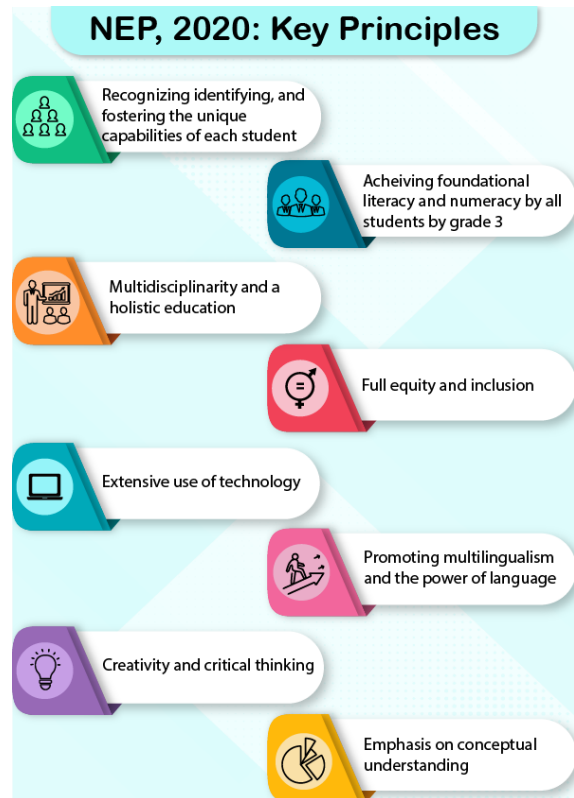 NEP, 2020: Key Principles
Recognizing identifying, and
fostering the unique
capabilities of each student
Acheiving foundational
literacy and numeracy by all
students by grade 3
Multidisciplinarity and a
holistic education
Full equity and inclusion
Extensive use of technology
Promoting multilingualism
and the power of language
Creativity and critical thinking
Emphasis on conceptual
understanding